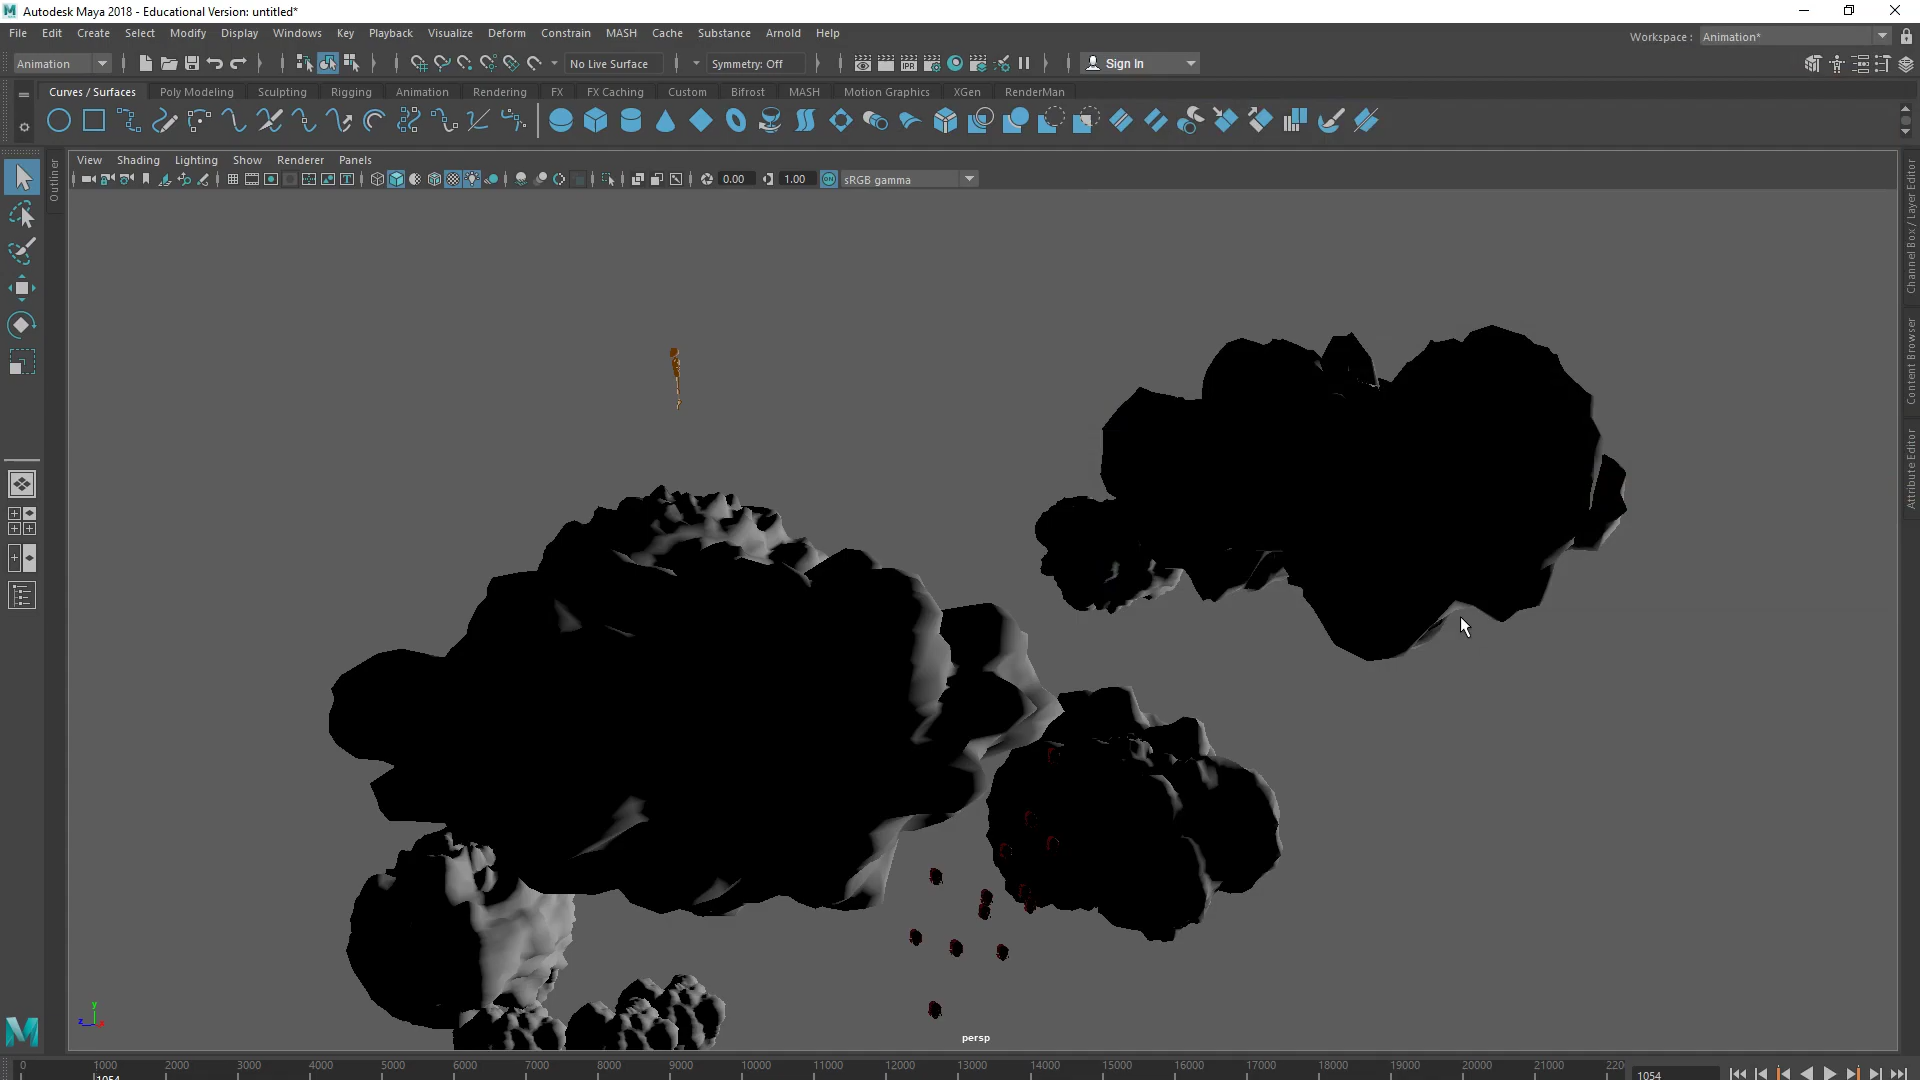 Autodesk Maya 2018 - Educational Version: untitled*
File Edit Create Select Modify Display Windows Key Playback Visualize Deform Constrain MASH Cache Substance Arnold Help
Workspace : Animation*
Animation No Live Surface Symmetry: Off IPR Sign In
Curves / Surfaces Poly Modeling Sculpting Rigging Animation Rendering FX FX Caching Custom Bifrost MASH Motion Graphics XGen RenderMan
View Shading Lighting Show Renderer Panels
0.00 1.00 ON sRGB gamma
Outliner
Channel Box / Layer Editor
Content Browser
Attribute Editor
y
z x
persp
0 1000 2000 3000 4000 5000 6000 7000 8000 9000 10000 11000 12000 13000 14000 15000 16000 17000 18000 19000 20000 21000 220
1054 1054